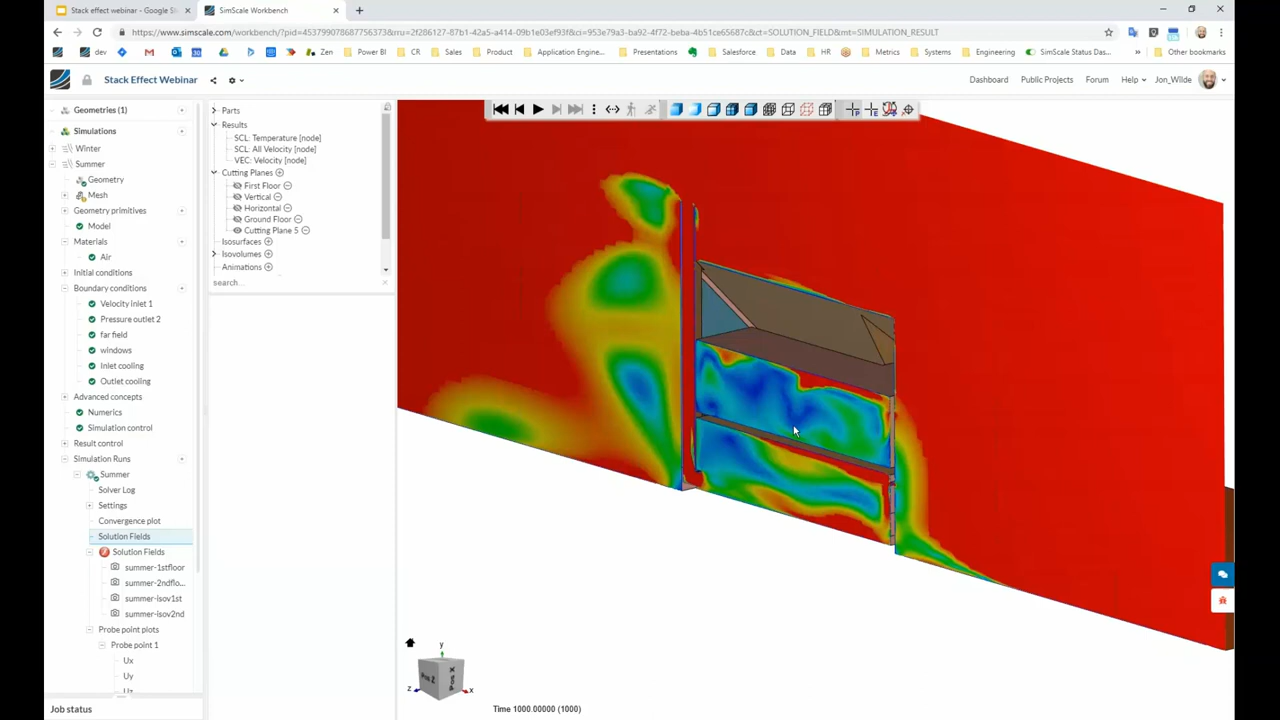 Stack effect webinar - Google S
SimScale Workbench
https://www.simscale.com/workbench/?pid=4537990768775 6373&rru=2f286127-87b1-42a5-a414-09b1e03ef343&ci=953e79a3-ba92-4f72-beba-4b51ce65687c&ct=SOLUTION_FIELD&mt=SIMULATION_RESULT
dev
Zen
Power BI
CR
Sales
Product
Application Engine...
Presentations
Salesforce
Data
HR
Metrics
Systems
Engineering
SimScale Status Das...
Other bookmarks
Stack Effect Webinar
Dashboard
Public Projects
Forum
Help
Jon_Wilde
Geometries (1)
Simulations
Winter
Summer
Geometry
Mesh
Geometry primitives
Model
Materials
Air
Initial conditions
Boundary conditions
Velocity inlet 1
Pressure outlet 2
far field
windows
Inlet cooling
Outlet cooling
Advanced concepts
Numerics
Simulation control
Result control
Simulation Runs
Summer
Solver Log
Settings
Convergence plot
Solution Fields
Solution Fields
summer-1stfloor
summer-2ndflo...
summer-isov1st
summer-isov2nd
Probe point plots
Probe point 1
Ux
Uy
Uz
Job status
Parts
Results
SCL: Temperature [node]
SCL: All Velocity [node]
VEC: Velocity [node]
Cutting Planes
First Floor
Vertical
Horizontal
Ground Floor
Cutting Plane 5
Isosurfaces
Isovolumes
Animations
search...
y
Pos Z
Pos X
z
x
Time 1000.00000 (1000)